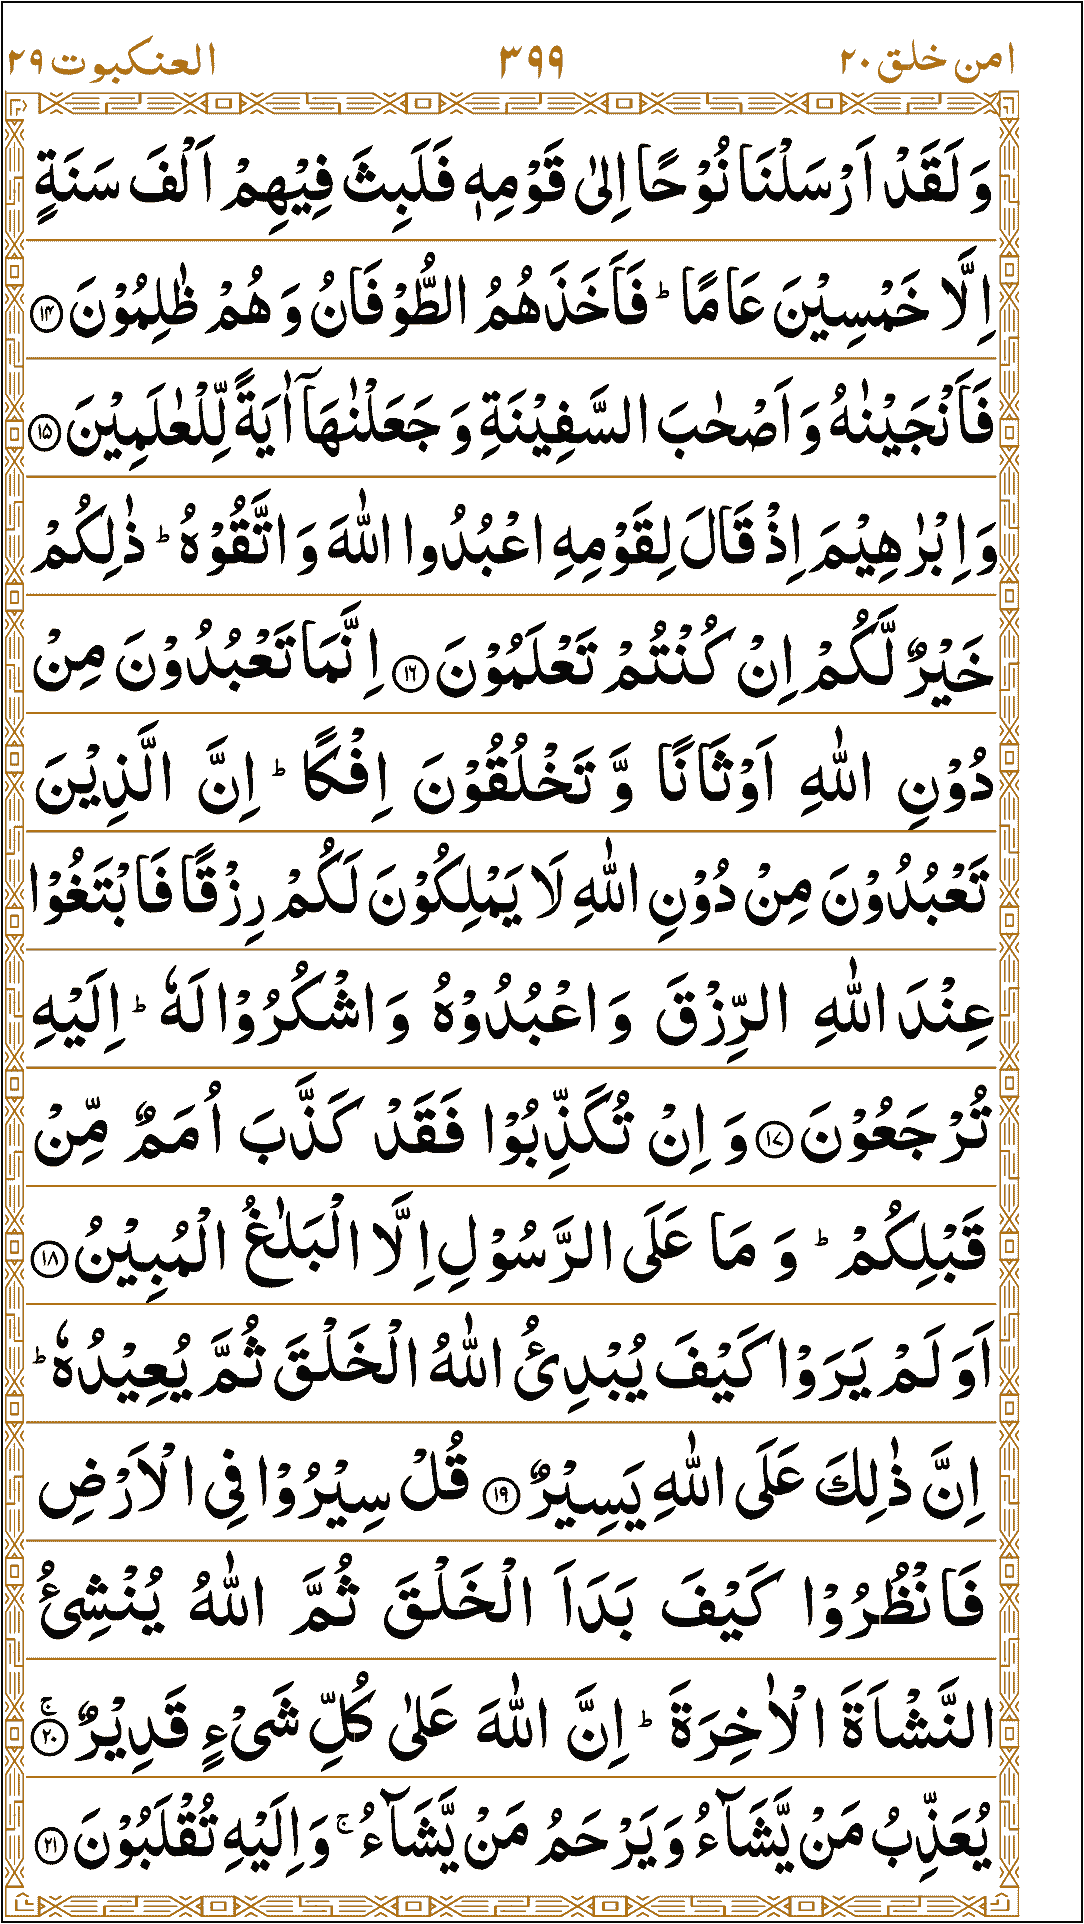 امن خلق ۲۰ ۳۹۹ العنکبوت ۲۹
وَلَقَدْ اَرْسَلْنَا نُوْحًا اِلٰى قَوْمِهٖ فَلَبِثَ فِيْهِمْ اَلْفَ سَنَةٍ
اِلَّا خَمْسِيْنَ عَامًا ؕ فَاَخَذَهُمُ الطُّوْفَانُ وَهُمْ ظٰلِمُوْنَ ۝۱۴
فَاَنْجَيْنٰهُ وَاَصْحٰبَ السَّفِيْنَةِ وَجَعَلْنٰهَاۤ اٰيَةً لِّلْعٰلَمِيْنَ ۝۱۵
وَاِبْرٰهِيْمَ اِذْ قَالَ لِقَوْمِهِ اعْبُدُوا اللّٰهَ وَاتَّقُوْهُ ؕ ذٰلِكُمْ
خَيْرٌ لَّكُمْ اِنْ كُنْتُمْ تَعْلَمُوْنَ ۝۱۶ اِنَّمَا تَعْبُدُوْنَ مِنْ
دُوْنِ اللّٰهِ اَوْثَانًا وَّتَخْلُقُوْنَ اِفْكًا ؕ اِنَّ الَّذِيْنَ
تَعْبُدُوْنَ مِنْ دُوْنِ اللّٰهِ لَا يَمْلِكُوْنَ لَكُمْ رِزْقًا فَابْتَغُوْا
عِنْدَ اللّٰهِ الرِّزْقَ وَاعْبُدُوْهُ وَاشْكُرُوْا لَهٗ ؕ اِلَيْهِ
تُرْجَعُوْنَ ۝۱۷ وَاِنْ تُكَذِّبُوْا فَقَدْ كَذَّبَ اُمَمٌ مِّنْ
قَبْلِكُمْ ؕ وَمَا عَلَى الرَّسُوْلِ اِلَّا الْبَلٰغُ الْمُبِيْنُ ۝۱۸
اَوَلَمْ يَرَوْا كَيْفَ يُبْدِئُ اللّٰهُ الْخَلْقَ ثُمَّ يُعِيْدُهٗ ؕ
اِنَّ ذٰلِكَ عَلَى اللّٰهِ يَسِيْرٌ ۝۱۹ قُلْ سِيْرُوْا فِى الْاَرْضِ
فَانْظُرُوْا كَيْفَ بَدَاَ الْخَلْقَ ثُمَّ اللّٰهُ يُنْشِئُ
النَّشْاَةَ الْاٰخِرَةَ ؕ اِنَّ اللّٰهَ عَلٰى كُلِّ شَىْءٍ قَدِيْرٌ ۚ ۝۲۰
يُعَذِّبُ مَنْ يَّشَآءُ وَيَرْحَمُ مَنْ يَّشَآءُ ۚ وَاِلَيْهِ تُقْلَبُوْنَ ۝۲۱